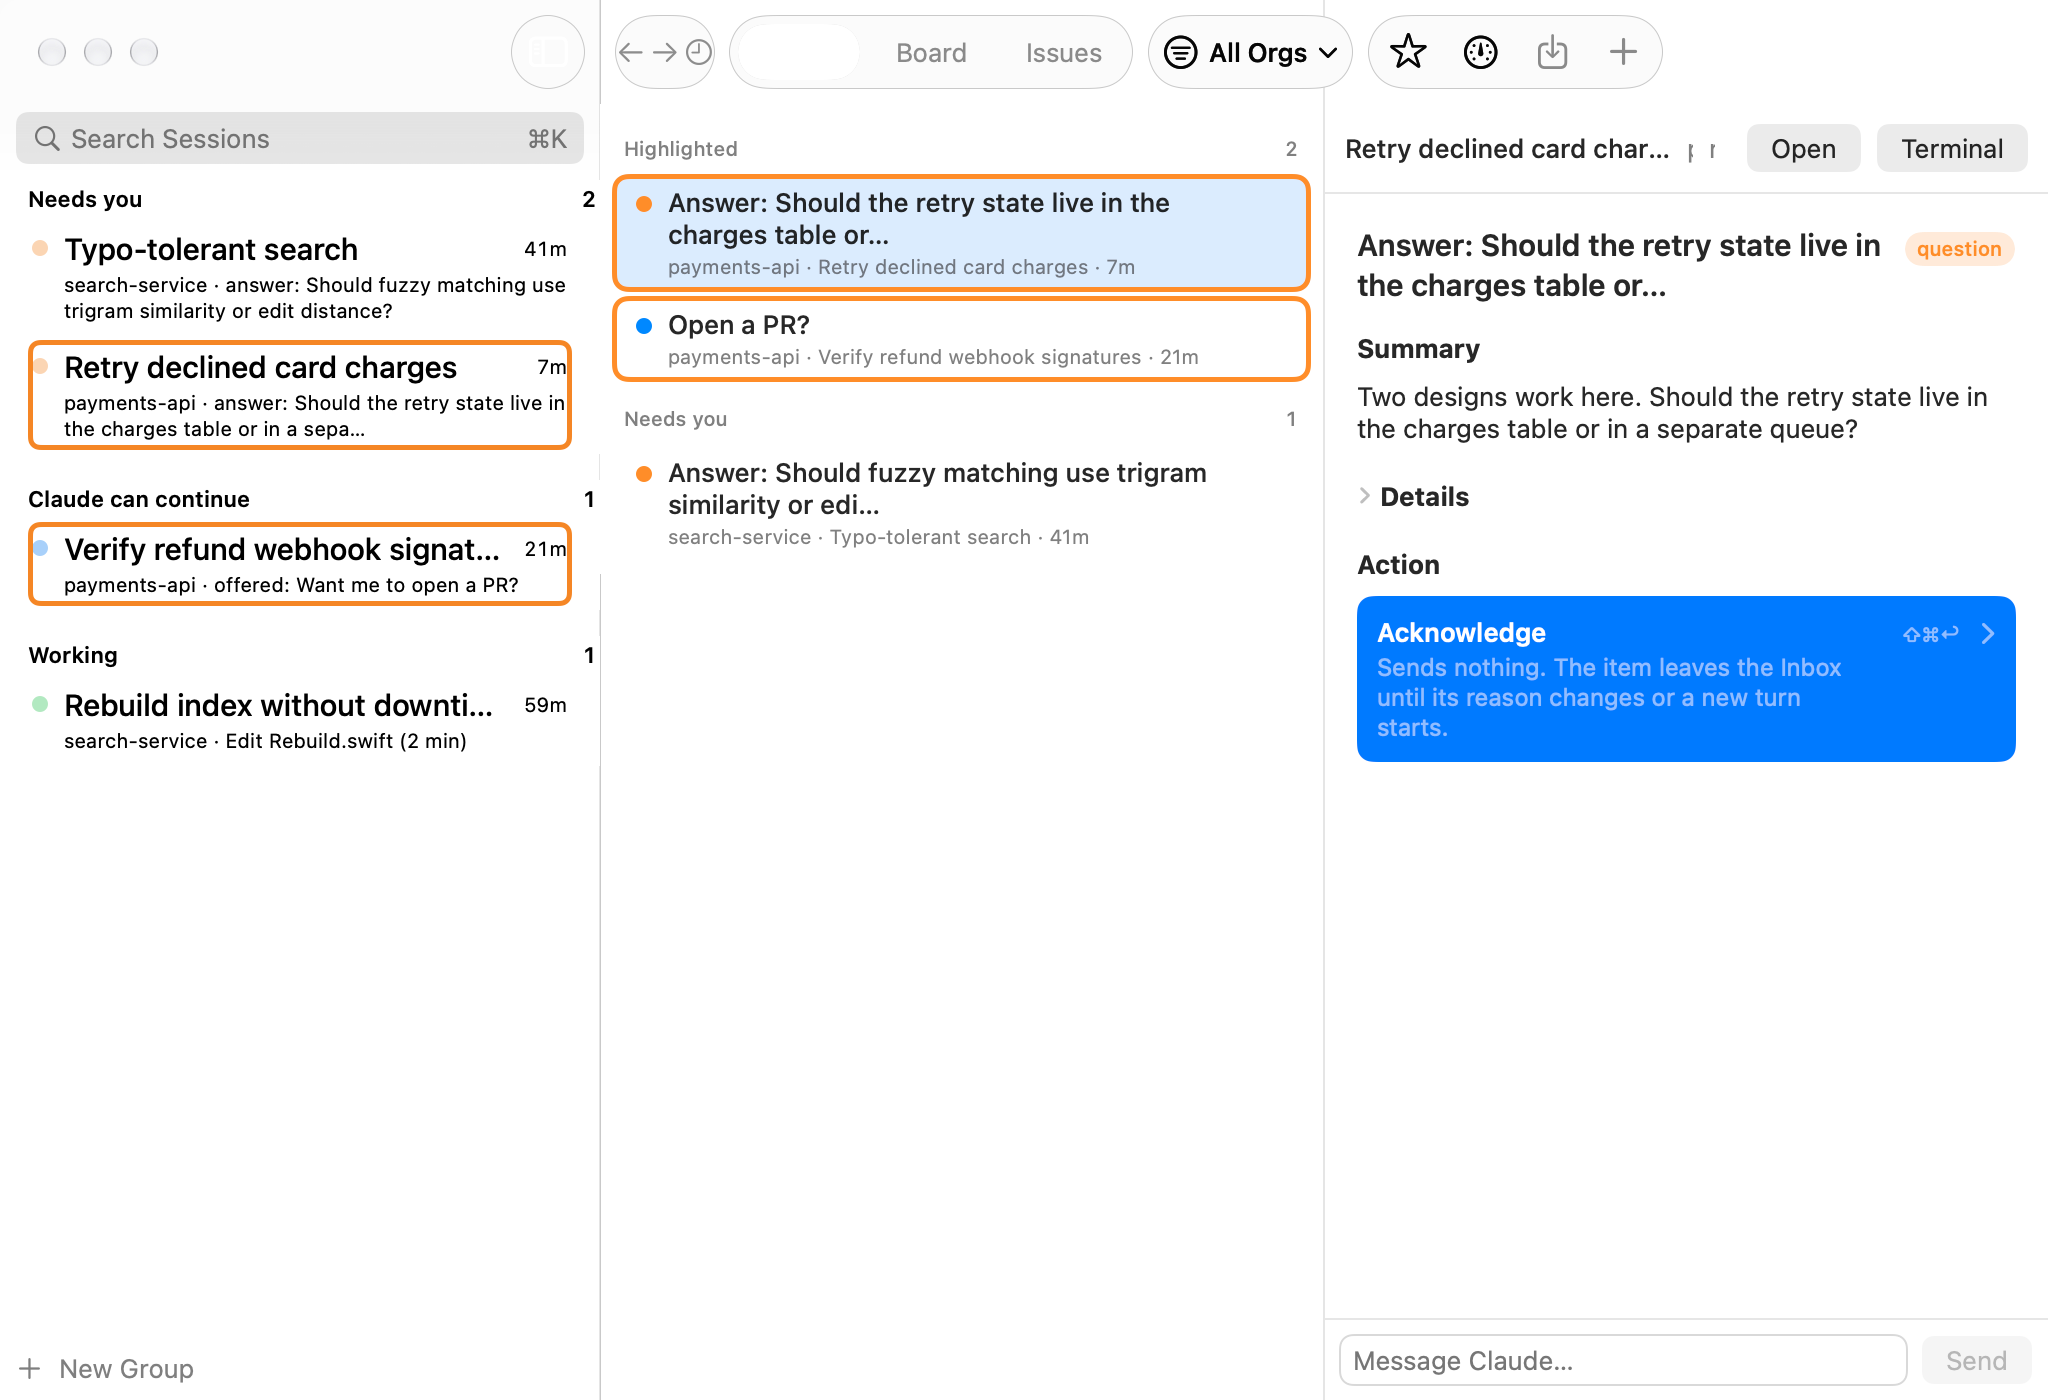 Board
Issues
All Orgs
Search Sessions
⌘K
Needs you
2
Typo-tolerant search
41m
search-service · answer: Should fuzzy matching use
trigram similarity or edit distance?
Retry declined card charges
7m
payments-api · answer: Should the retry state live in
the charges table or in a sepa...
Claude can continue
1
Verify refund webhook signat...
21m
payments-api · offered: Want me to open a PR?
Working
1
Rebuild index without downti...
59m
search-service · Edit Rebuild.swift (2 min)
New Group
Highlighted
2
Answer: Should the retry state live in the
charges table or...
payments-api · Retry declined card charges · 7m
Open a PR?
payments-api · Verify refund webhook signatures · 21m
Needs you
1
Answer: Should fuzzy matching use trigram
similarity or edi...
search-service · Typo-tolerant search · 41m
Retry declined card char...
Open
Terminal
Answer: Should the retry state live in
the charges table or...
question
Summary
Two designs work here. Should the retry state live in
the charges table or in a separate queue?
Details
Action
Acknowledge
⇧⌘↩
Sends nothing. The item leaves the Inbox
until its reason changes or a new turn
starts.
Message Claude...
Send